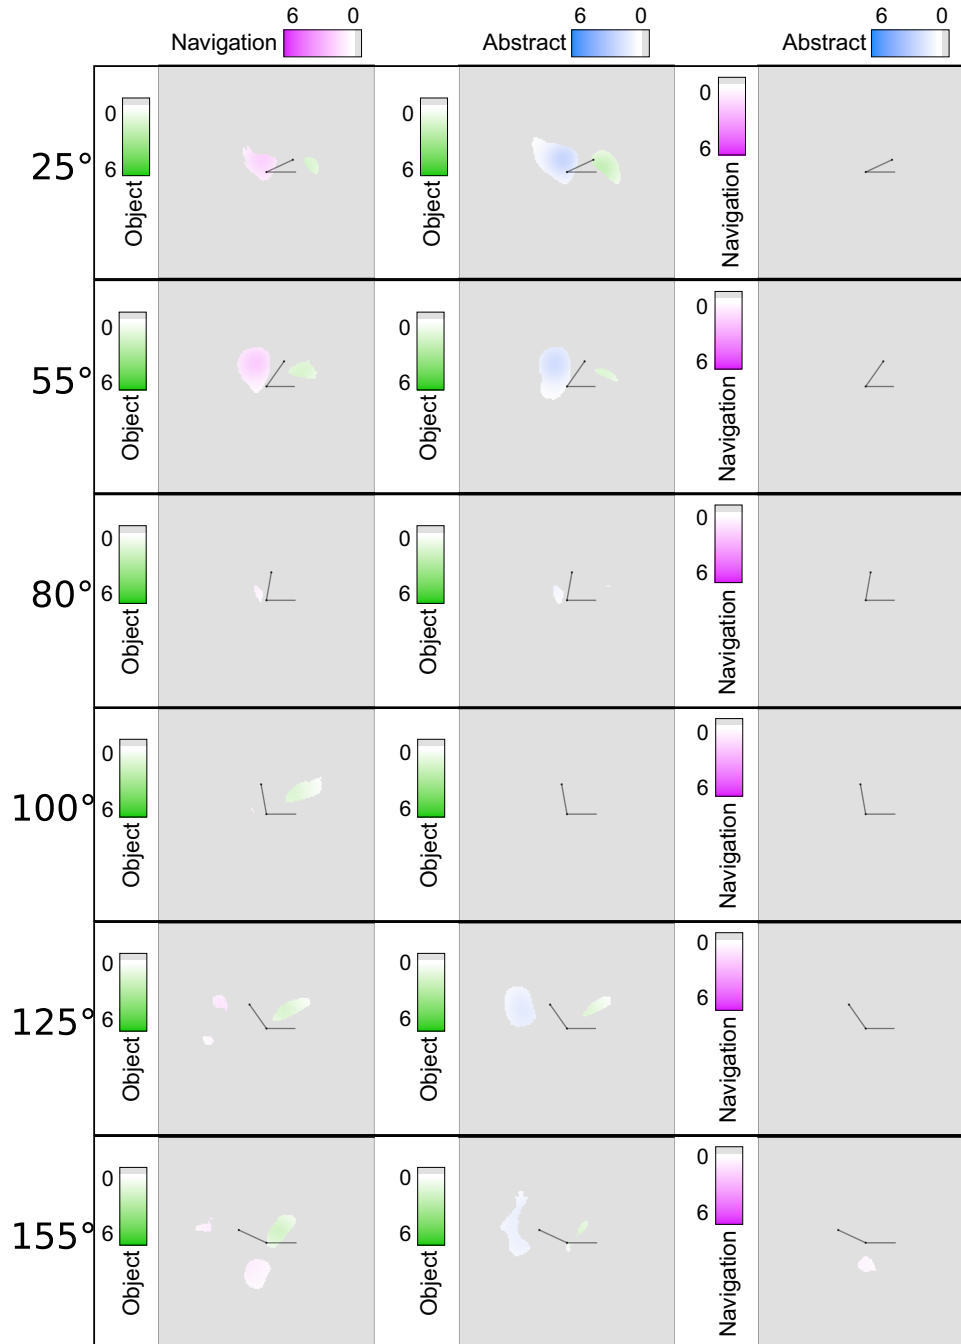 6 0 6 0 6 0
Navigation Abstract Abstract
25° 0 6 Object 0 6 Object 0 6 Navigation
55° 0 6 Object 0 6 Object 0 6 Navigation
80° 0 6 Object 0 6 Object 0 6 Navigation
100° 0 6 Object 0 6 Object 0 6 Navigation
125° 0 6 Object 0 6 Object 0 6 Navigation
155° 0 6 Object 0 6 Object 0 6 Navigation